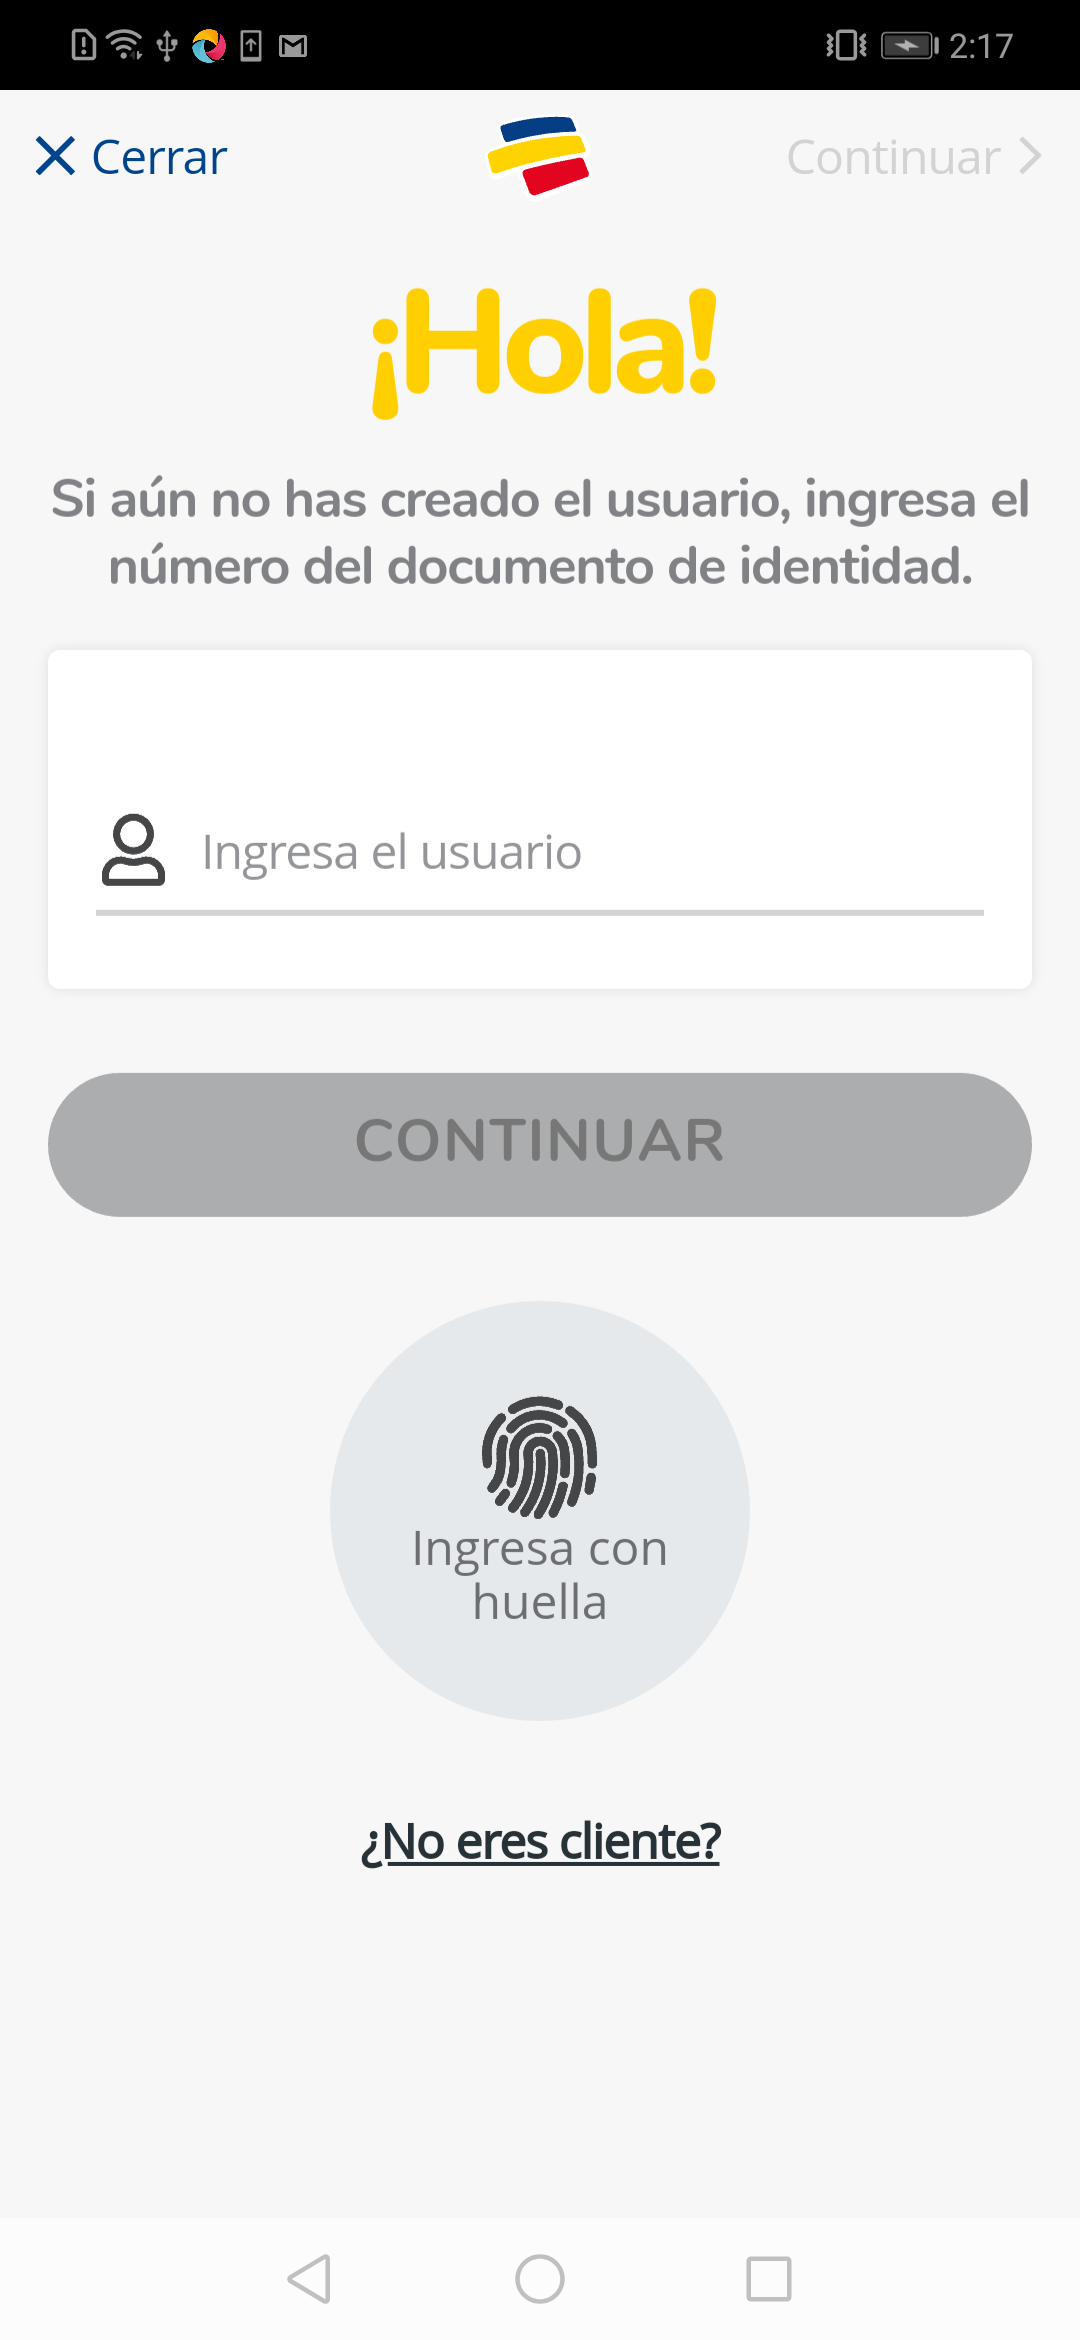 2:17
Cerrar
Continuar
¡Hola!
Si aún no has creado el usuario, ingresa el
número del documento de identidad.
Ingresa el usuario
CONTINUAR
Ingresa con
huella
¿No eres cliente?